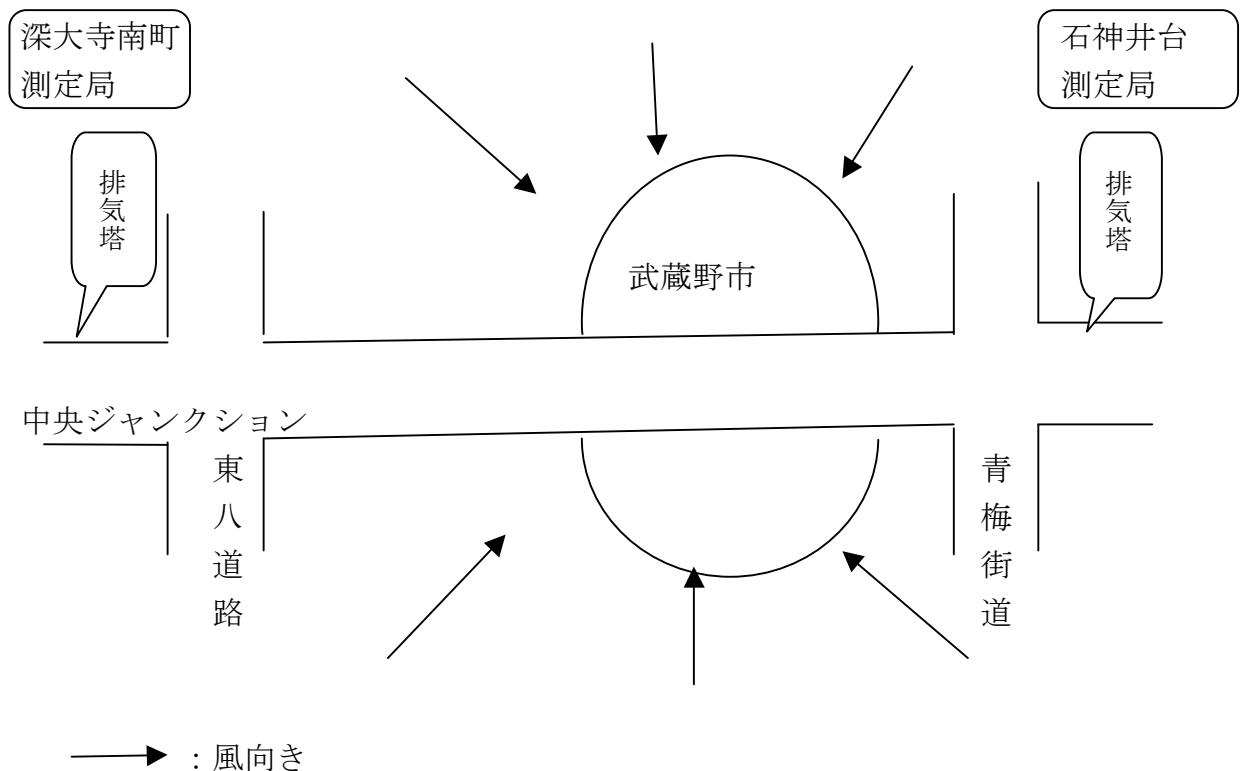 深大寺南町
測定局
石神井台
測定局
排気塔
排気塔
武蔵野市
中央ジャンクション
東八道路
青梅街道
：風向き